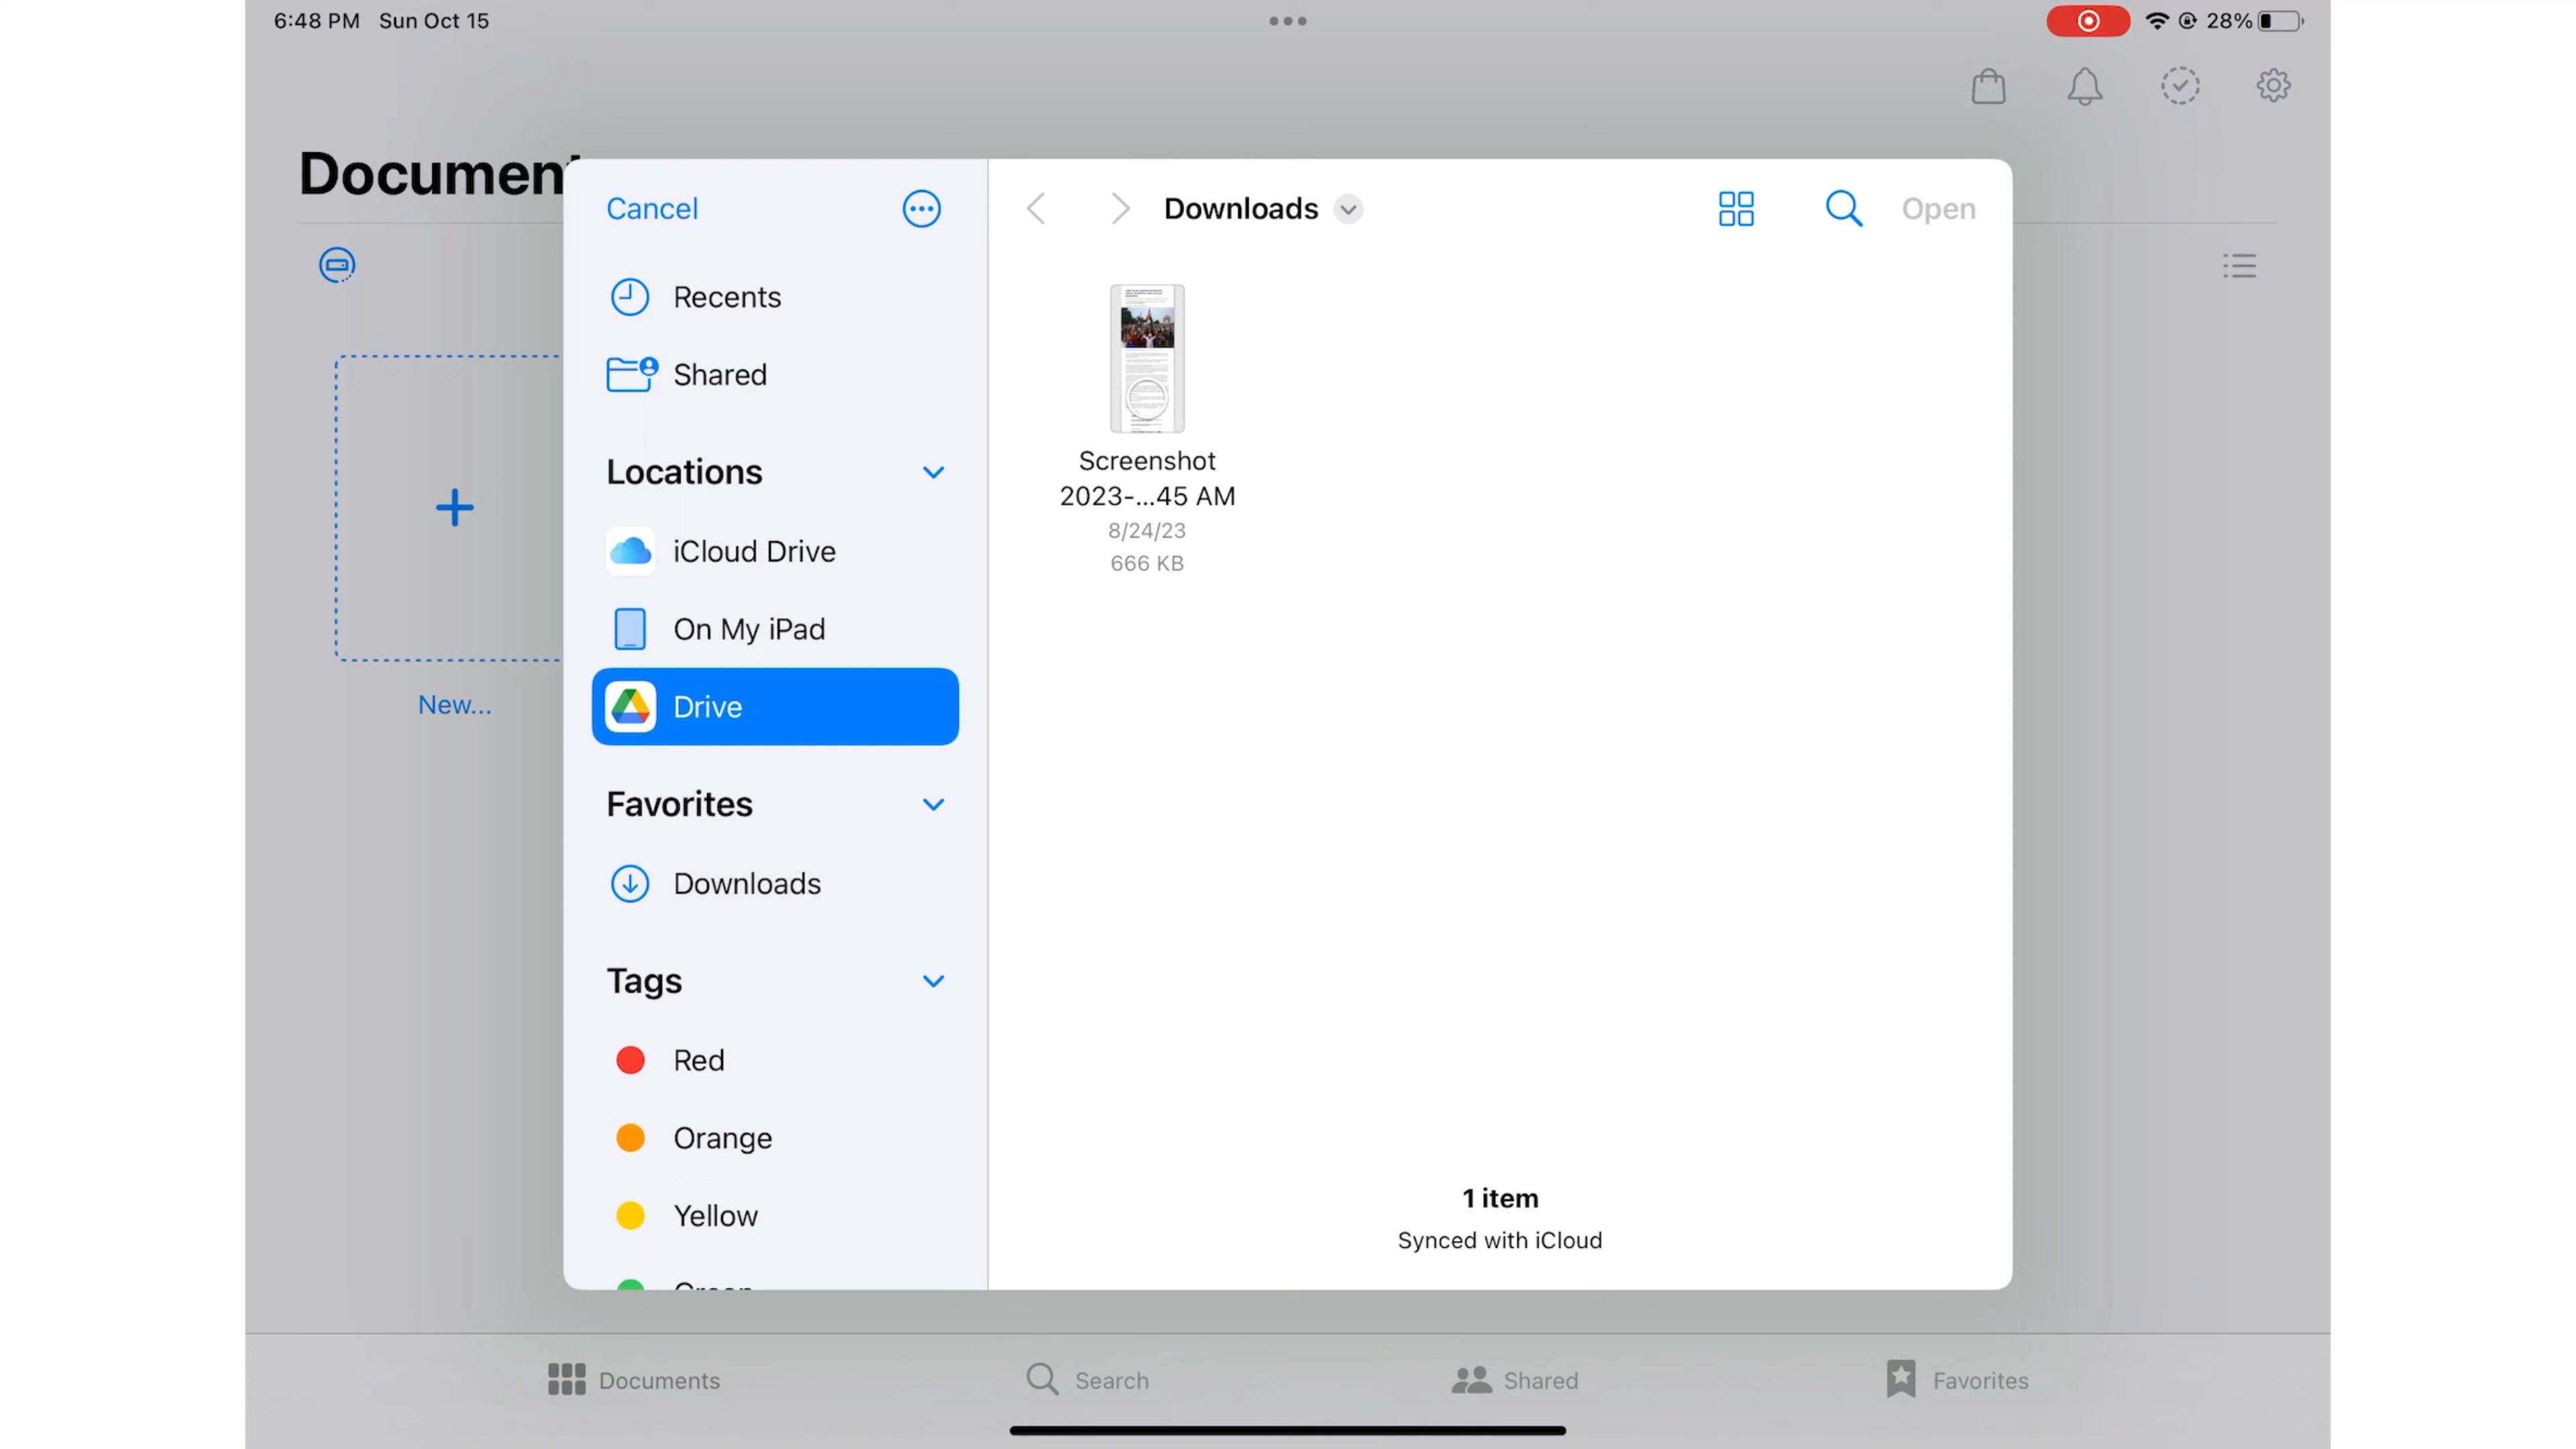 6:48 PM Sun Oct 15
28%
Documen
Cancel
Downloads
Open
Recents
Shared
Locations
iCloud Drive
On My iPad
Drive
Favorites
Downloads
Tags
Red
Orange
Yellow
Screenshot
2023-...45 AM
8/24/23
666 KB
New...
1 item
Synced with iCloud
Documents
Search
Shared
Favorites